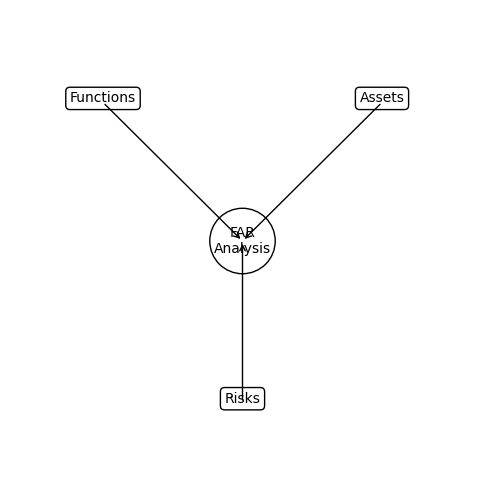 Functions
Assets
FAR
Analysis
Risks